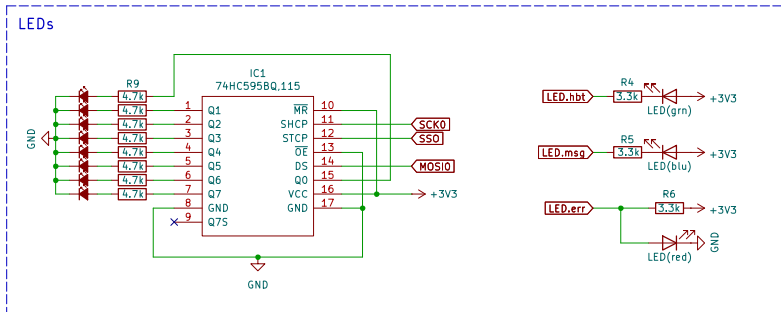 LEDs
IC1
74HC595BQ,115
R9
4.7k
4.7k
4.7k
4.7k
4.7k
4.7k
4.7k
4.7k
GND
1 Q1
2 Q2
3 Q3
4 Q4
5 Q5
6 Q6
7 Q7
8 GND
9 Q7S
MR 10
SHCP 11
STCP 12
OE 13
DS 14
Q0 15
VCC 16
GND 17
SCK0
SS0
MOSI0
+3V3
GND
LED.hbt
R4
3.3k
LED(grn)
+3V3
LED.msg
R5
3.3k
LED(blu)
+3V3
LED.err
R6
3.3k
+3V3
LED(red)
GND